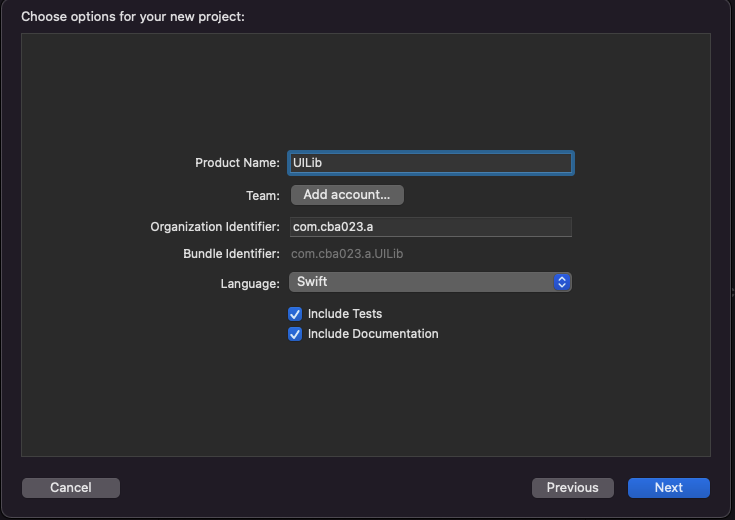 Choose options for your new project:
Product Name: UILib
Team: Add account...
Organization Identifier: com.cba023.a
Bundle Identifier: com.cba023.a.UILib
Language: Swift
Include Tests
Include Documentation
Cancel Previous Next